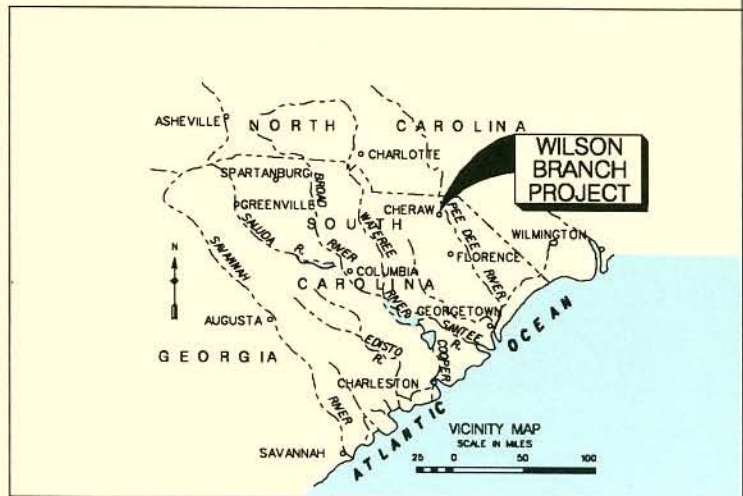 ASHEVILLE
NORTH CAROLINA
CHARLOTTE
WILSON
BRANCH
PROJECT
SPARTANBURG
BROAD
RIVER
GREENVILLE
CHERAW
SOUTH
CAROLINA
WATEREE
RIVER
PEE DEE
RIVER
WILMINGTON
SALUDA
R.
FLORENCE
SAVANNAH
RIVER
COLUMBIA
N
GEORGETOWN
SANTEE
R.
AUGUSTA
EDISTO
R.
COOPER
GEORGIA
CHARLESTON
ATLANTIC OCEAN
SAVANNAH
VICINITY MAP
SCALE IN MILES
25 0 50 100